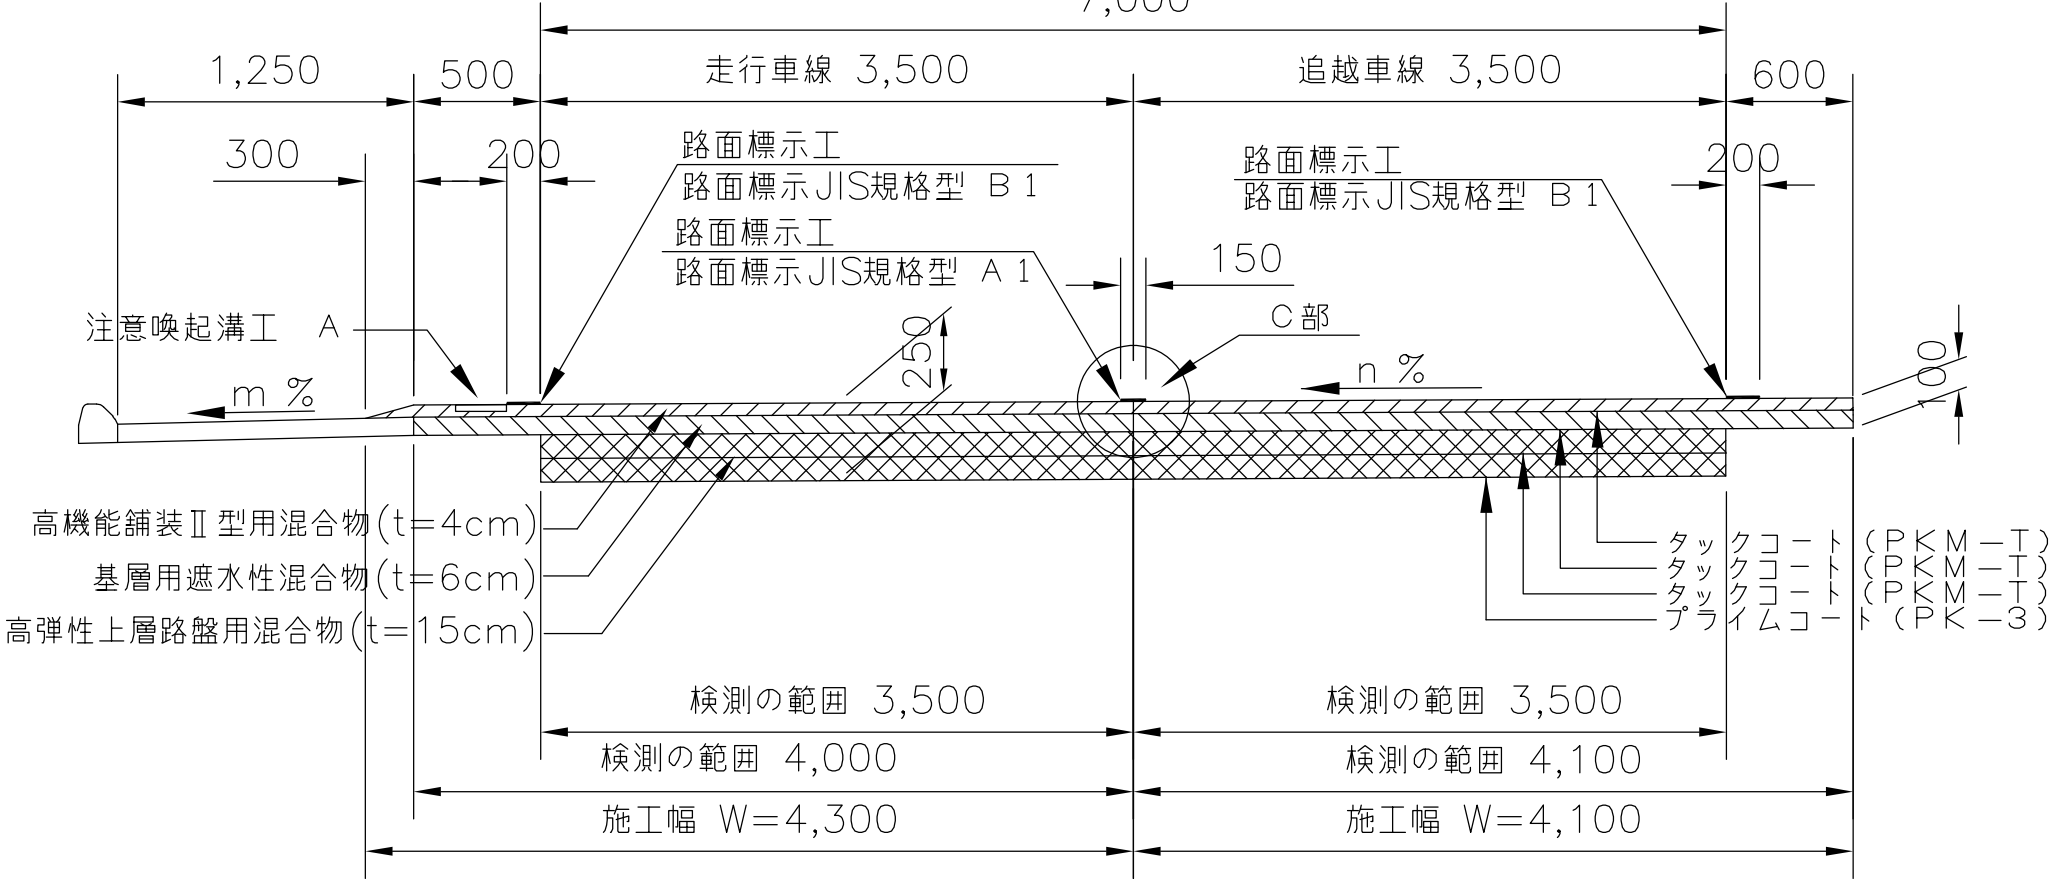 7,000
1,250
500
走行車線 3,500
追越車線 3,500
600
300
200
路面標示工
路面標示JIS規格型 B1
路面標示工
路面標示JIS規格型 B1
200
路面標示工
路面標示JIS規格型 A1
150
注意喚起溝工 A
250
C部
100
m %
n %
高機能舗装Ⅱ型用混合物(t=4cm)
基層用遮水性混合物(t=6cm)
高弾性上層路盤用混合物(t=15cm)
タックコート(PKM-T)
タックコート(PKM-T)
タックコート(PKM-T)
プライムコート(PK-3)
検測の範囲 3,500
検測の範囲 3,500
検測の範囲 4,000
検測の範囲 4,100
施工幅 W=4,300
施工幅 W=4,100